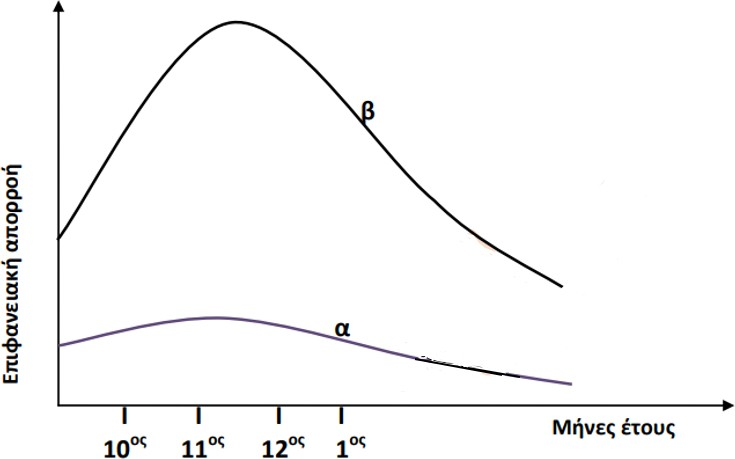 β
Επιφανειακή απορροή
α
10ος 11ος 12ος 1ος
Μήνες έτους